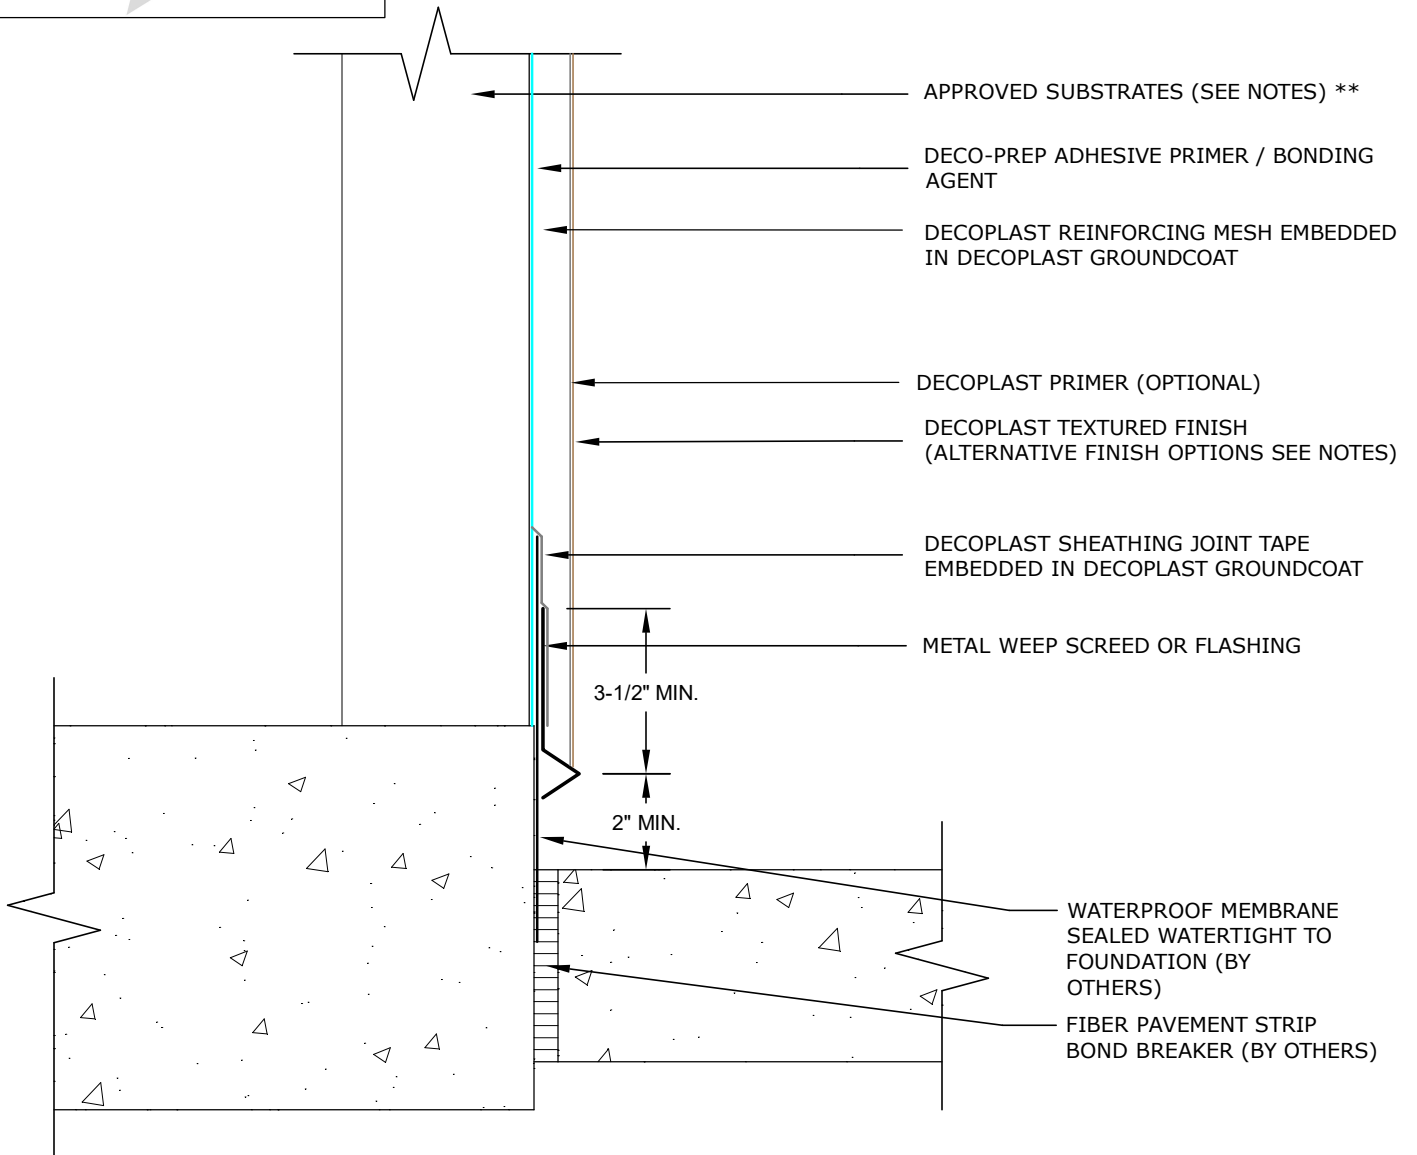 APPROVED SUBSTRATES (SEE NOTES) **
DECO-PREP ADHESIVE PRIMER / BONDING
AGENT
DECOPLAST REINFORCING MESH EMBEDDED
IN DECOPLAST GROUNDCOAT
DECOPLAST PRIMER (OPTIONAL)
DECOPLAST TEXTURED FINISH
(ALTERNATIVE FINISH OPTIONS SEE NOTES)
DECOPLAST SHEATHING JOINT TAPE
EMBEDDED IN DECOPLAST GROUNDCOAT
METAL WEEP SCREED OR FLASHING
3-1/2" MIN.
2" MIN.
WATERPROOF MEMBRANE
SEALED WATERTIGHT TO
FOUNDATION (BY
OTHERS)
FIBER PAVEMENT STRIP
BOND BREAKER (BY OTHERS)